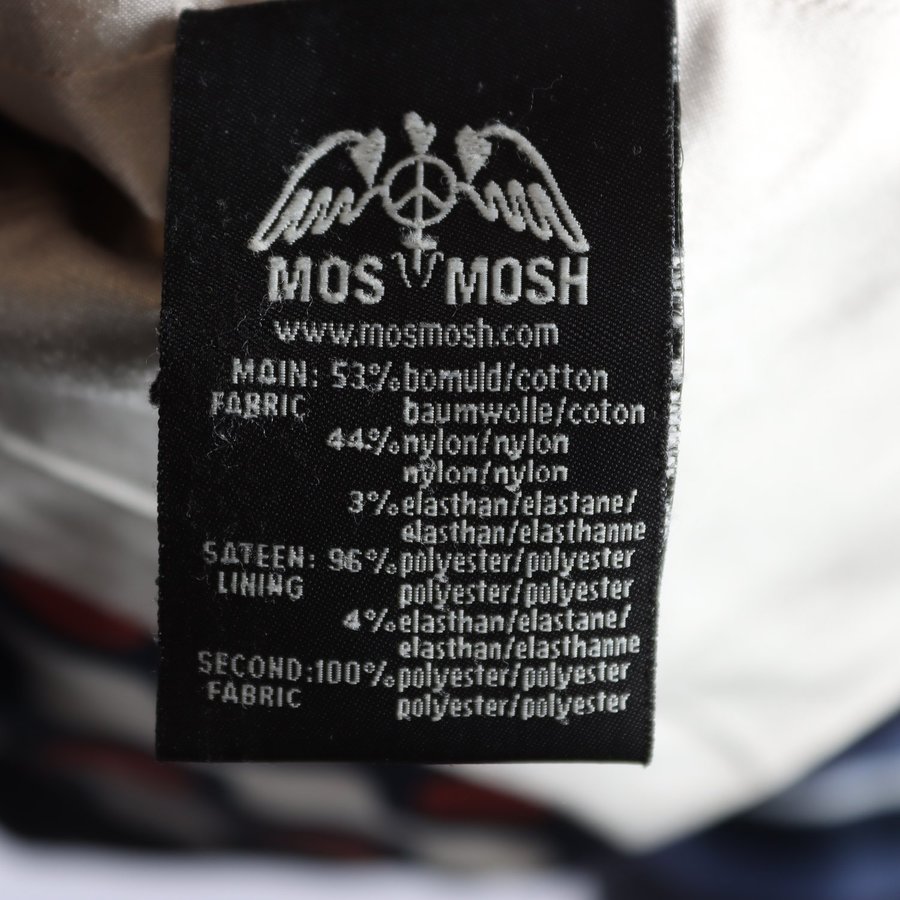 MOS MOSH
www.mosmosh.com
MAIN: 53% bomuld/cotton
FABRIC baumwolle/coton
44% nylon/nylon
nylon/nylon
3% elasthan/elastane/
elasthan/elasthanne
SATEEN: 96% polyester/polyester
LINING polyester/polyester
4% elasthan/elastane/
elasthan/elasthanne
SECOND: 100% polyester/polyester
FABRIC polyester/polyester